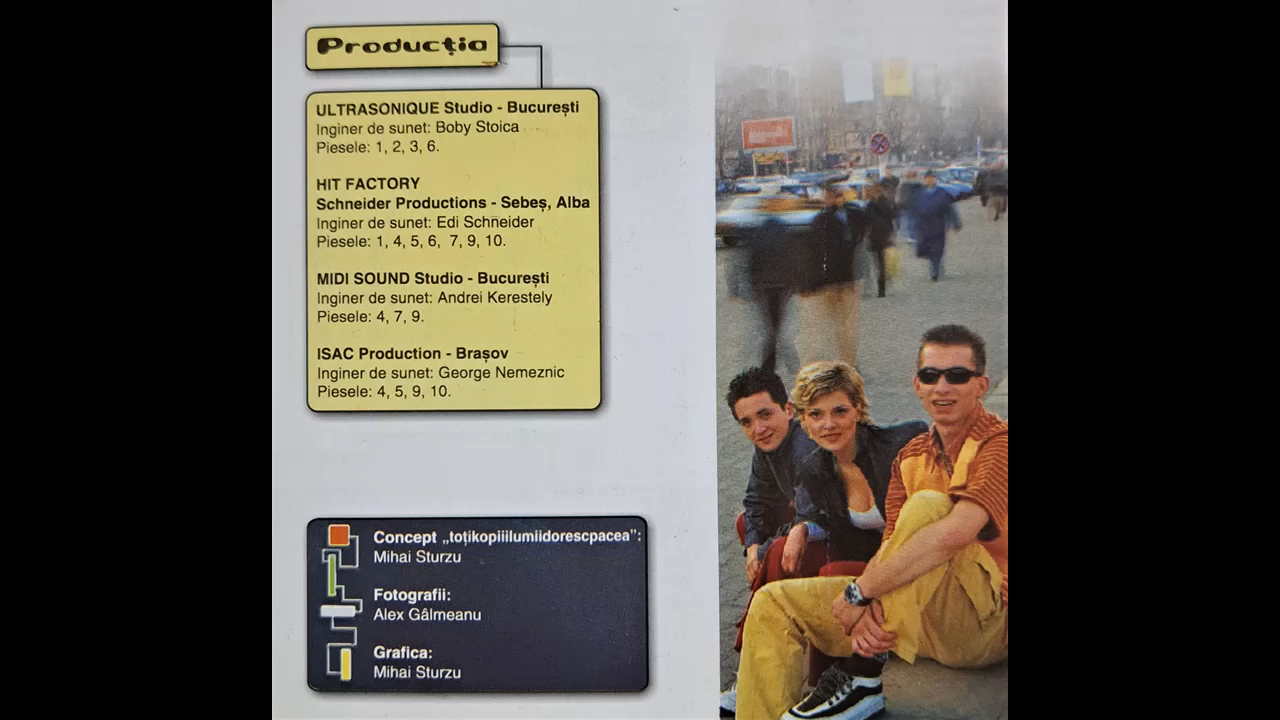 Producția
ULTRASONIQUE Studio - București
Inginer de sunet: Boby Stoica
Piesele: 1, 2, 3, 6.
HIT FACTORY
Schneider Productions - Sebeș, Alba
Inginer de sunet: Edi Schneider
Piesele: 1, 4, 5, 6, 7, 9, 10.
MIDI SOUND Studio - București
Inginer de sunet: Andrei Kerestely
Piesele: 4, 7, 9.
ISAC Production - Brașov
Inginer de sunet: George Nemeznic
Piesele: 4, 5, 9, 10.
Concept „toțikopiiilumiidorescpacea”:
Mihai Sturzu
Fotografii:
Alex Gâlmeanu
Grafica:
Mihai Sturzu